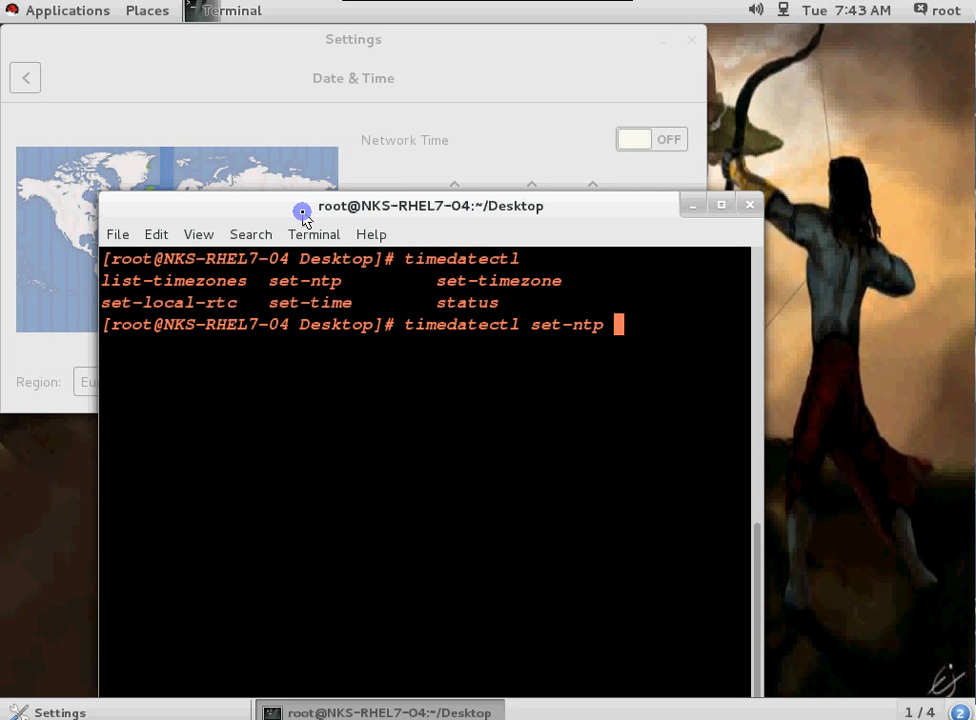 Applications Places Terminal Tue 7:43 AM root
Settings
Date & Time
Network Time OFF
root@NKS-RHEL7-04:~/Desktop
File Edit View Search Terminal Help
[root@NKS-RHEL7-04 Desktop]# timedatectl
list-timezones set-ntp set-timezone
set-local-rtc set-time status
[root@NKS-RHEL7-04 Desktop]# timedatectl set-ntp
Region:
Settings root@NKS-RHEL7-04:~/Desktop 1 / 4 2